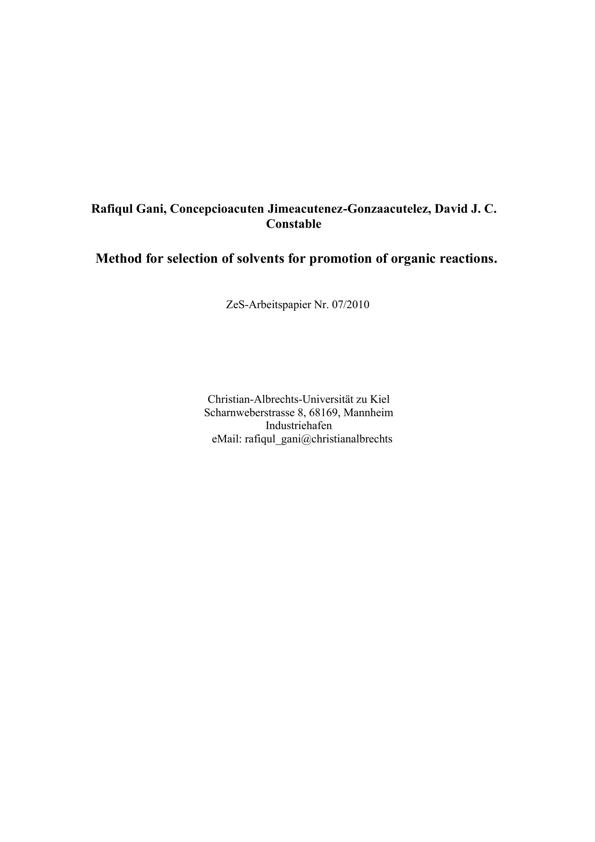 Rafiqul Gani, Concepcioacuten Jimeacutenez-Gonzaacutelez, David J. C.
Constable
Method for selection of solvents for promotion of organic reactions.
ZeS-Arbeitspapier Nr. 07/2010
Christian-Albrechts-Universität zu Kiel
Scharnweberstrasse 8, 68169, Mannheim
Industriehafen
eMail: rafiqul_gani@christianalbrechts